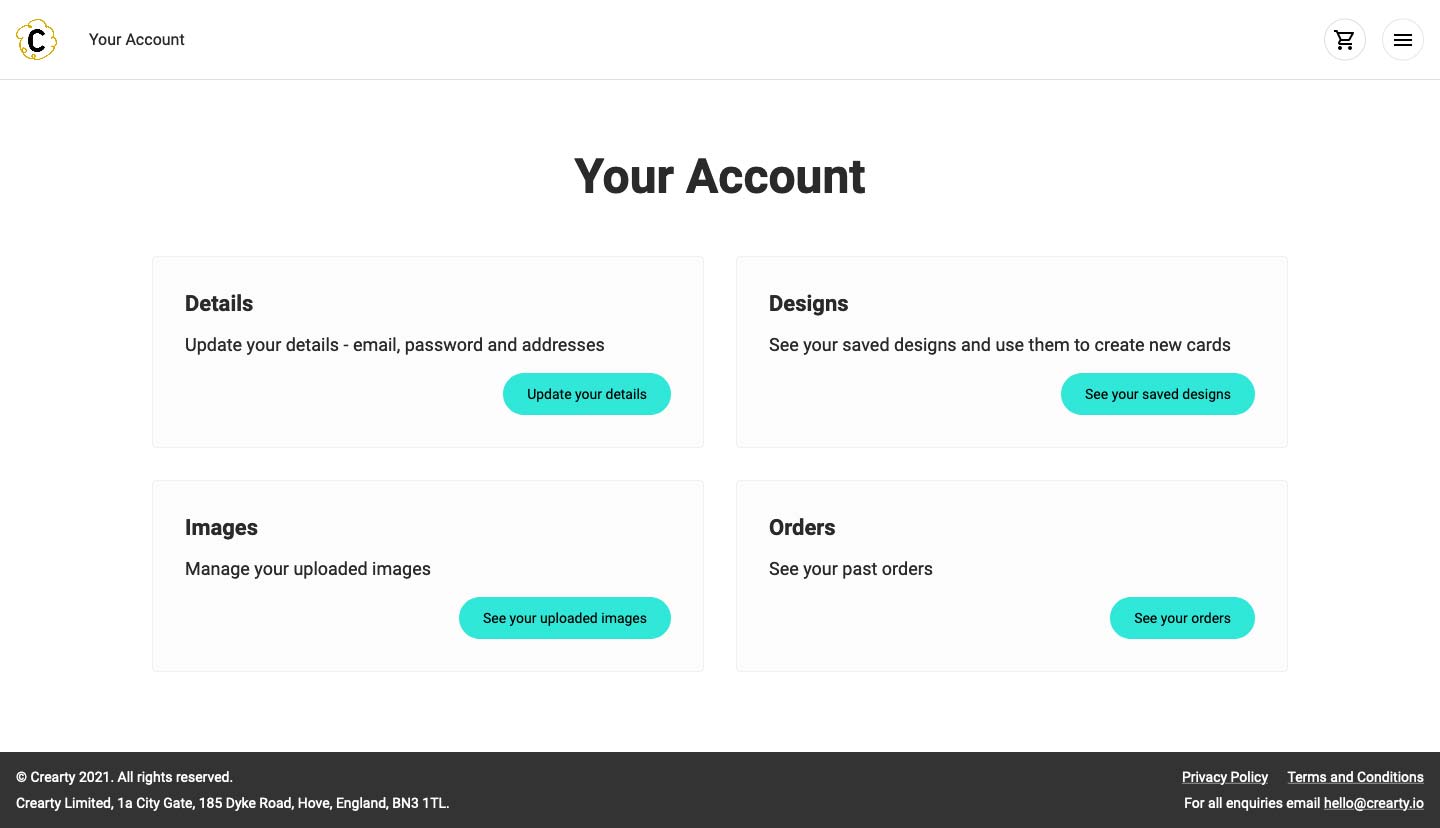 C
Your Account
Your Account
Details
Update your details - email, password and addresses
Update your details
Designs
See your saved designs and use them to create new cards
See your saved designs
Images
Manage your uploaded images
See your uploaded images
Orders
See your past orders
See your orders
© Crearty 2021. All rights reserved.
Crearty Limited, 1a City Gate, 185 Dyke Road, Hove, England, BN3 1TL.
Privacy Policy Terms and Conditions
For all enquiries email hello@crearty.io